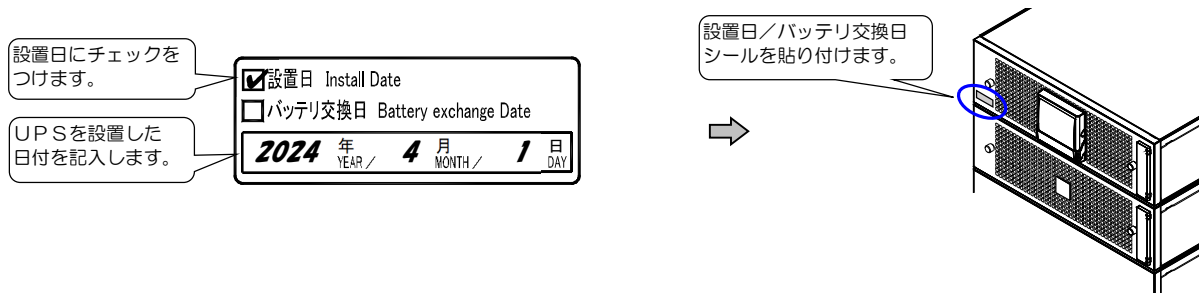 設置日にチェックを
つけます。
設置日 Install Date
バッテリ交換日 Battery exchange Date
UPSを設置した
日付を記入します。
2024 年 4 月 1 日
YEAR/ MONTH/ DAY
設置日/バッテリ交換日
シールを貼り付けます。